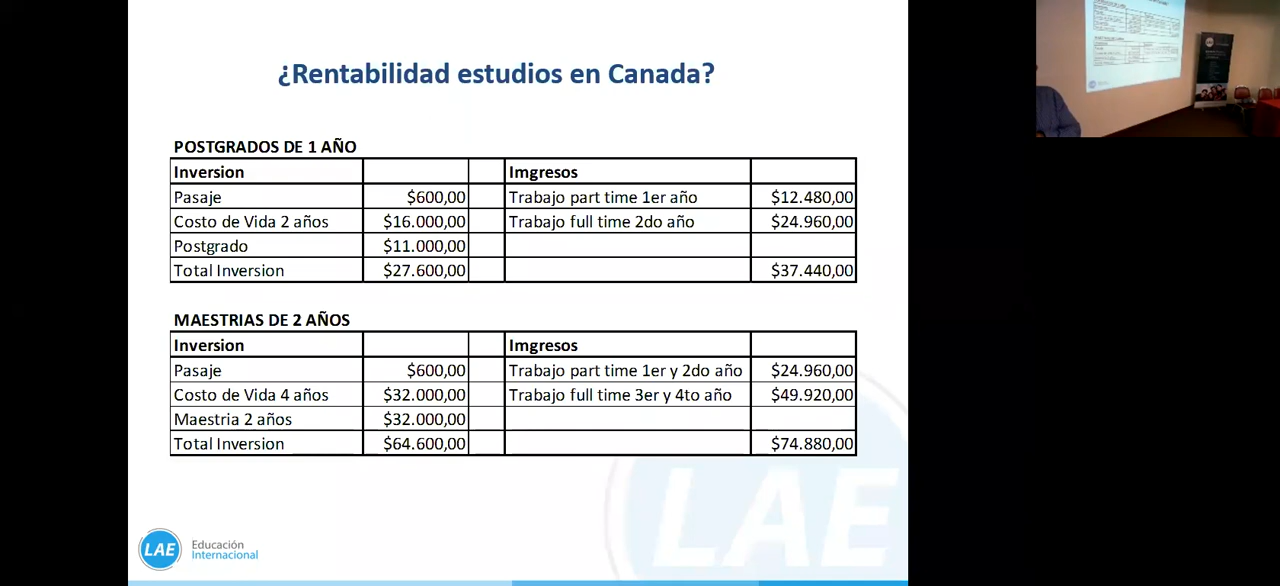 ¿Rentabilidad estudios en Canada?
POSTGRADOS DE 1 AÑO
Inversion Imgresos
Pasaje $600,00 Trabajo part time 1er año $12.480,00
Costo de Vida 2 años $16.000,00 Trabajo full time 2do año $24.960,00
Postgrado $11.000,00
Total Inversion $27.600,00 $37.440,00
MAESTRIAS DE 2 AÑOS
Inversion Imgresos
Pasaje $600,00 Trabajo part time 1er y 2do año $24.960,00
Costo de Vida 4 años $32.000,00 Trabajo full time 3er y 4to año $49.920,00
Maestria 2 años $32.000,00
Total Inversion $64.600,00 $74.880,00
LAE
LAE Educación
Internacional